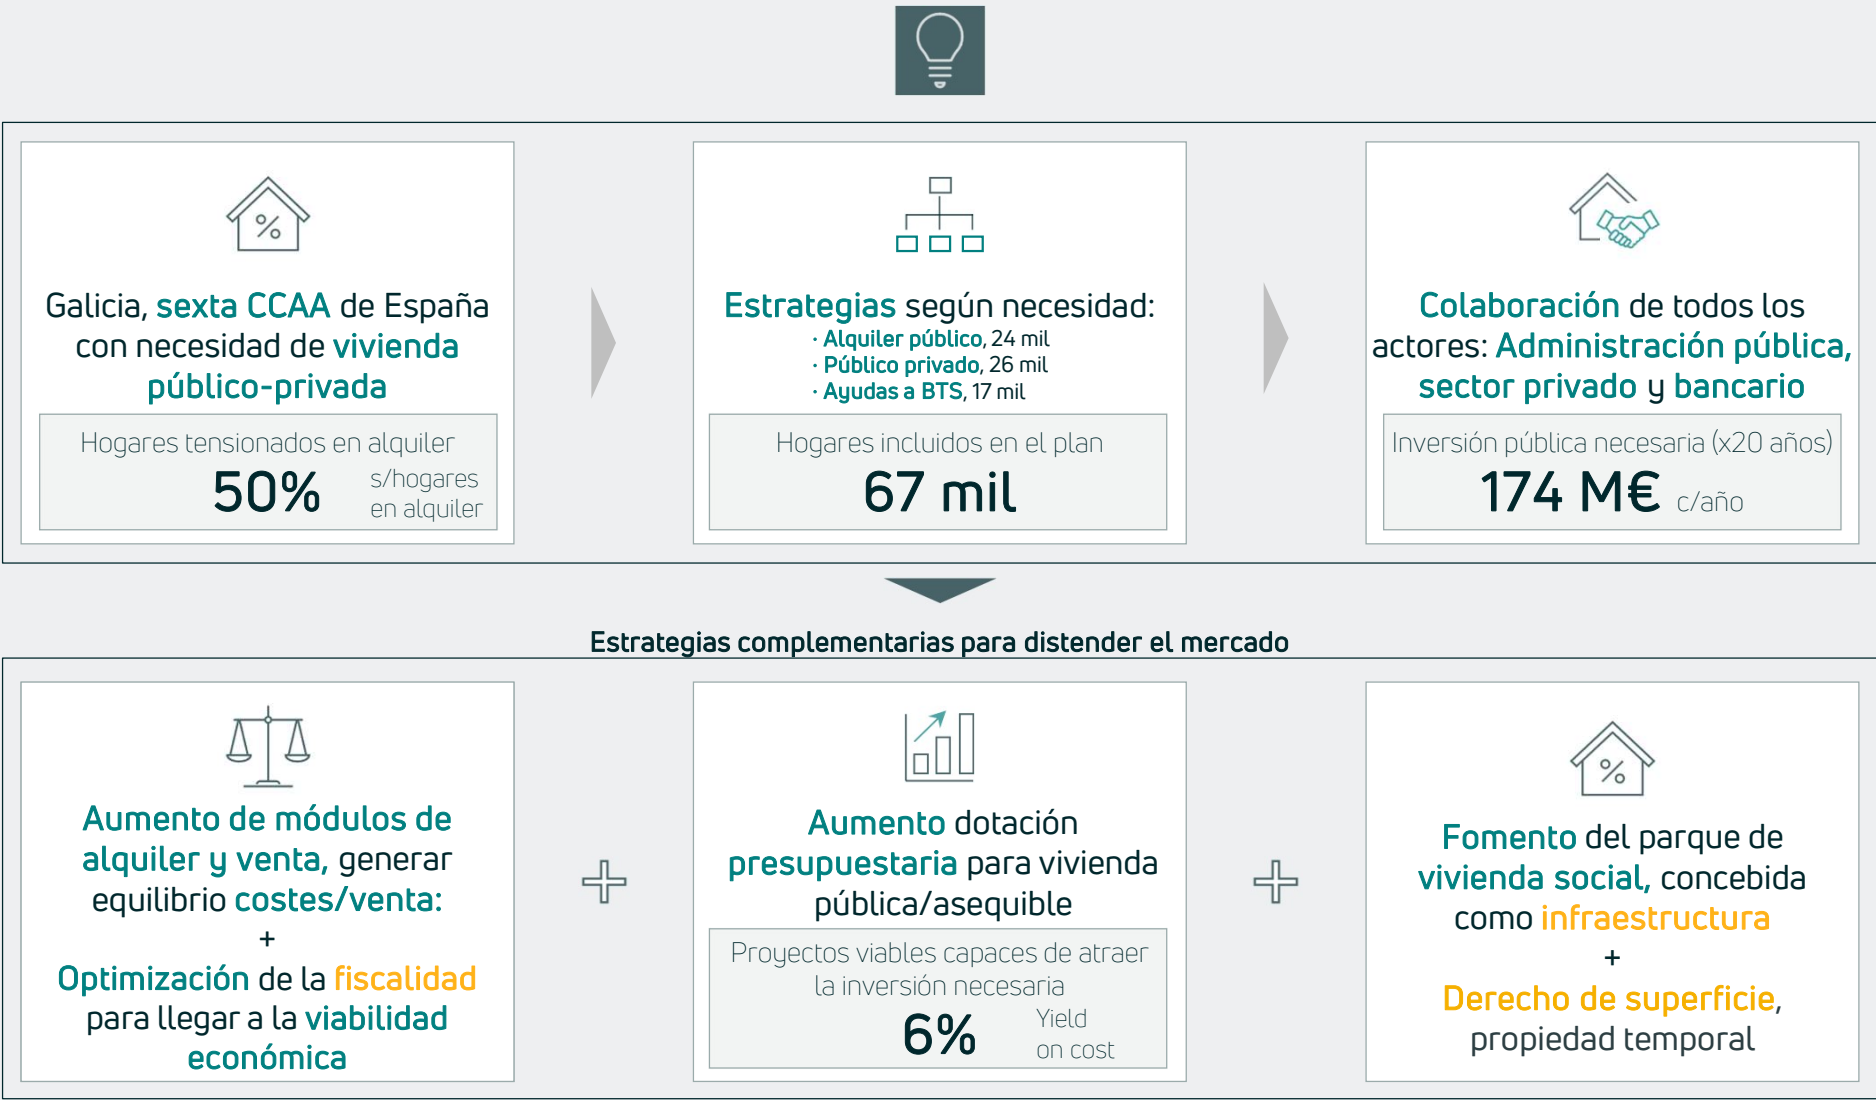 Galicia, sexta CCAA de España
con necesidad de vivienda
público-privada
Hogares tensionados en alquiler
50% s/hogares
en alquiler
Estrategias según necesidad:
· Alquiler público, 24 mil
· Público privado, 26 mil
· Ayudas a BTS, 17 mil
Hogares incluidos en el plan
67 mil
Colaboración de todos los
actores: Administración pública,
sector privado y bancario
Inversión pública necesaria (x20 años)
174 M€ c/año
Estrategias complementarias para distender el mercado
Aumento de módulos de
alquiler y venta, generar
equilibrio costes/venta:
+
Optimización de la fiscalidad
para llegar a la viabilidad
económica
Aumento dotación
presupuestaria para vivienda
pública/asequible
Proyectos viables capaces de atraer
la inversión necesaria
6% Yield
on cost
Fomento del parque de
vivienda social, concebida
como infraestructura
+
Derecho de superficie,
propiedad temporal